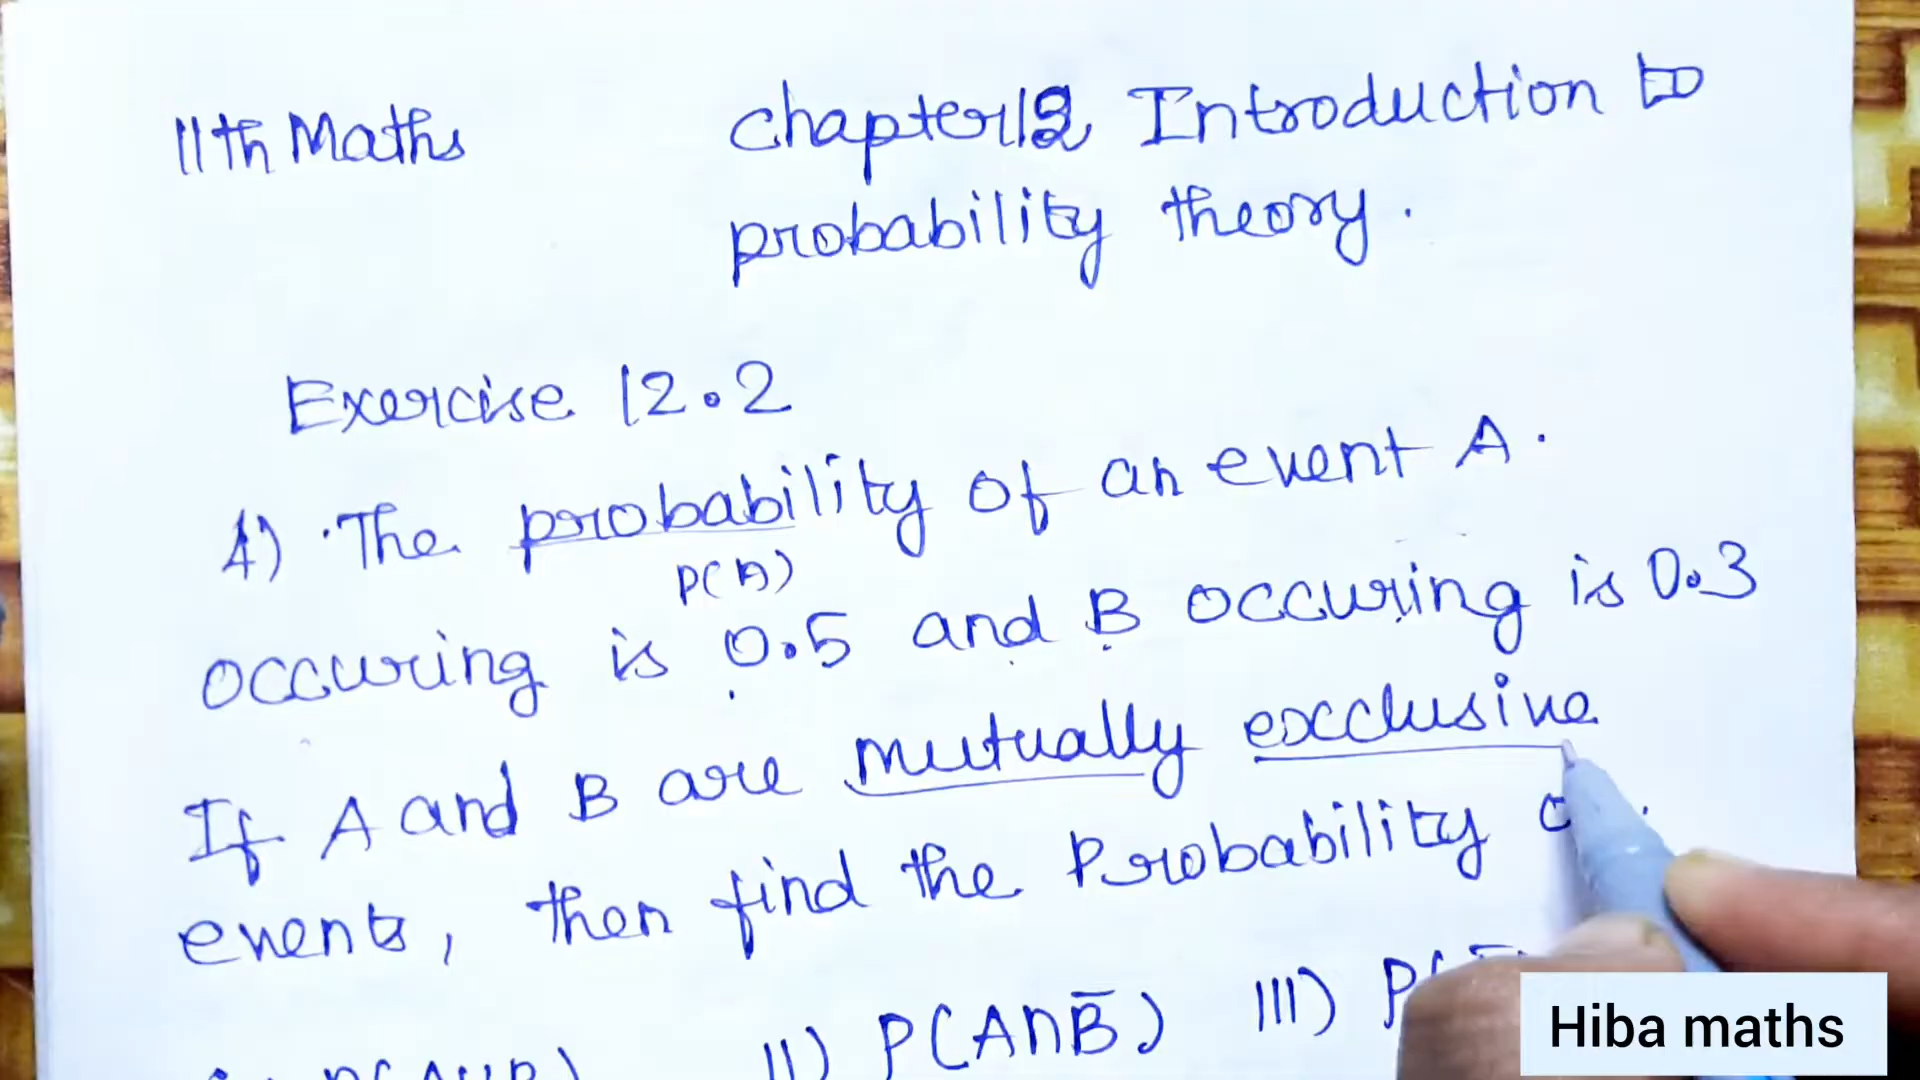 11th Maths
chapter 12 Introduction to
probability theory.
Exercise 12.2
4) The probability of an event A.
P(A)
occuring is 0.5 and B occuring is 0.3
If A and B are mutually exclusive
events, then find the Probability
II) P(A∩B̅) III) P(
Hiba maths